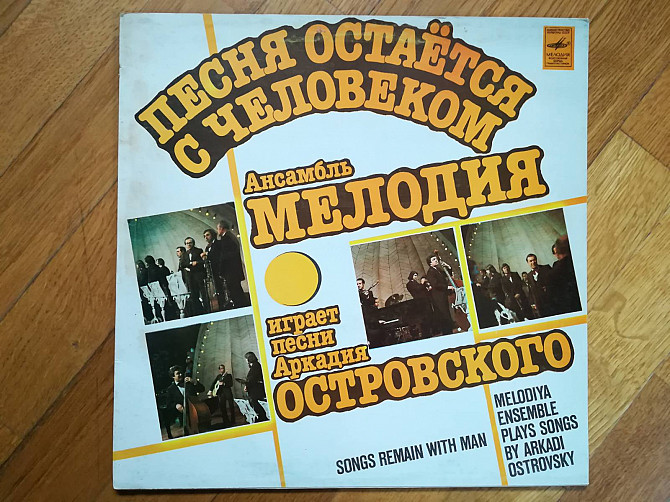 ПЕСНЯ ОСТАЁТСЯ
С ЧЕЛОВЕКОМ
МЕЛОДИЯ
Ансамбль
МЕЛОДИЯ
играет
песни
Аркадия
ОСТРОВСКОГО
SONGS REMAIN WITH MAN
MELODIYA
ENSEMBLE
PLAYS SONGS
BY ARKADI
OSTROVSKY